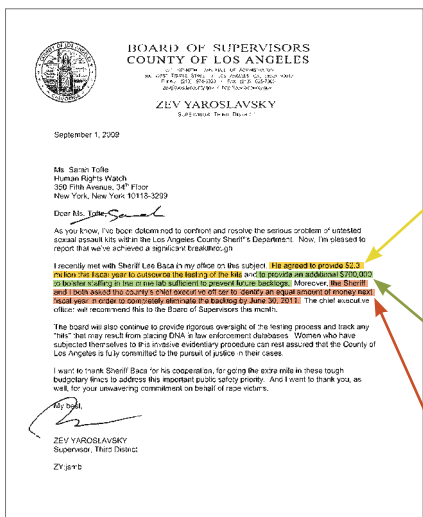 BOARD OF SUPERVISORS
COUNTY OF LOS ANGELES
ZEV YAROSLAVSKY
SUPERVISOR, THIRD DISTRICT
September 1, 2009
Ms. Sarah Tofte
Human Rights Watch
350 Fifth Avenue, 34th Floor
New York, New York 10118-3299
Dear Ms. Tofte, Sarah
As you know, I've been determined to confront and resolve the serious problem of untested
sexual assault kits within the Los Angeles County Sheriff's Department. Now, I'm pleased to
report that we've achieved a significant breakthrough
I recently met with Sheriff Lee Baca in my office on this subject. He agreed to provide $2.3
million this fiscal year to outsource the testing of the kits and to provide an additional $700,000
to bolster staffing in the crime lab sufficient to prevent future backlogs. Moreover, the Sheriff
and I both asked the county's chief executive officer to identify an equal amount of money next
fiscal year in order to completely eliminate the backlog by June 30, 2011. The chief executive
officer will recommend this to the Board of Supervisors this month.
The board will also continue to provide rigorous oversight of the testing process and track any
"hits" that may result from placing DNA in law enforcement databases. Women who have
subjected themselves to this invasive evidentiary procedure can rest assured that the County of
Los Angeles is fully committed to the pursuit of justice in their cases.
I want to thank Sheriff Baca for his cooperation, for going the extra mile in these tough
budgetary times to address this important public safety priority. And I want to thank you, as
well, for your unwavering commitment on behalf of rape victims.
My best,
ZEV YAROSLAVSKY
Supervisor, Third District
ZY:jsmb